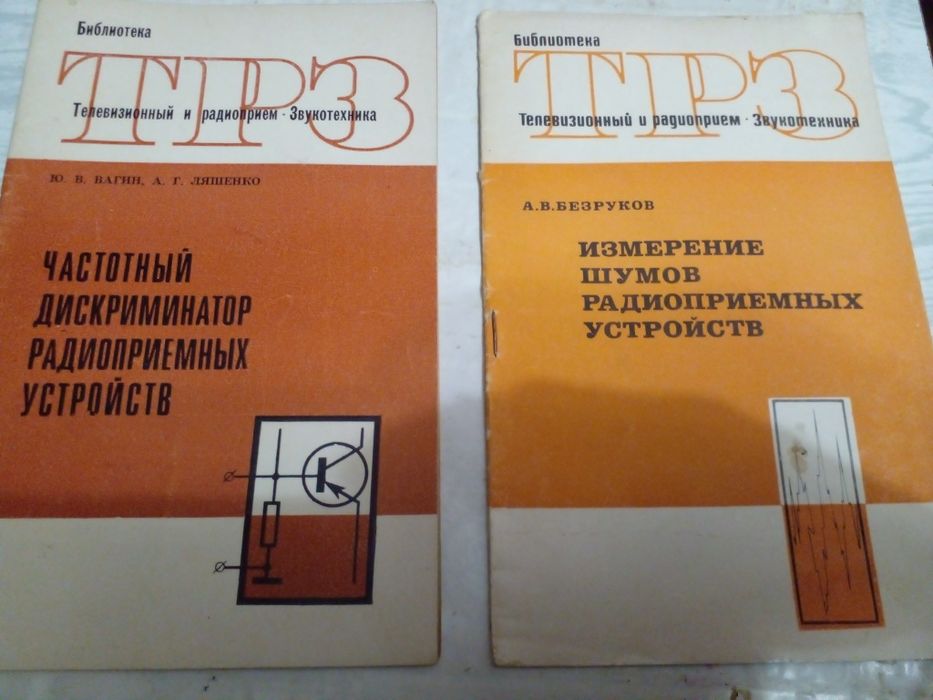 Библиотека
ТРЗ
Телевизионный и радиоприем · Звукотехника
Ю. В. ВАГИН, А. Г. ЛЯШЕНКО
ЧАСТОТНЫЙ
ДИСКРИМИНАТОР
РАДИОПРИЕМНЫХ
УСТРОЙСТВ
Библиотека
ТРЗ
Телевизионный и радиоприем · Звукотехника
А.В.БЕЗРУКОВ
ИЗМЕРЕНИЕ
ШУМОВ
РАДИОПРИЕМНЫХ
УСТРОЙСТВ